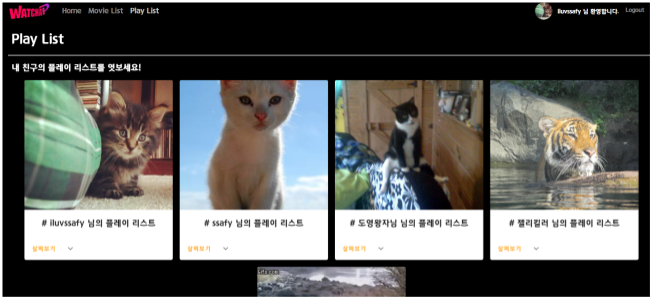 WATCHA
Home Movie List Play List
iluvssafy 님 환영합니다. Logout
Play List
내 친구의 플레이 리스트를 엿보세요!
# iluvssafy 님의 플레이 리스트
# ssafy 님의 플레이 리스트
# 도영왕자님 님의 플레이 리스트
# 챌리킬러 님의 플레이 리스트
살펴보기
살펴보기
살펴보기
살펴보기